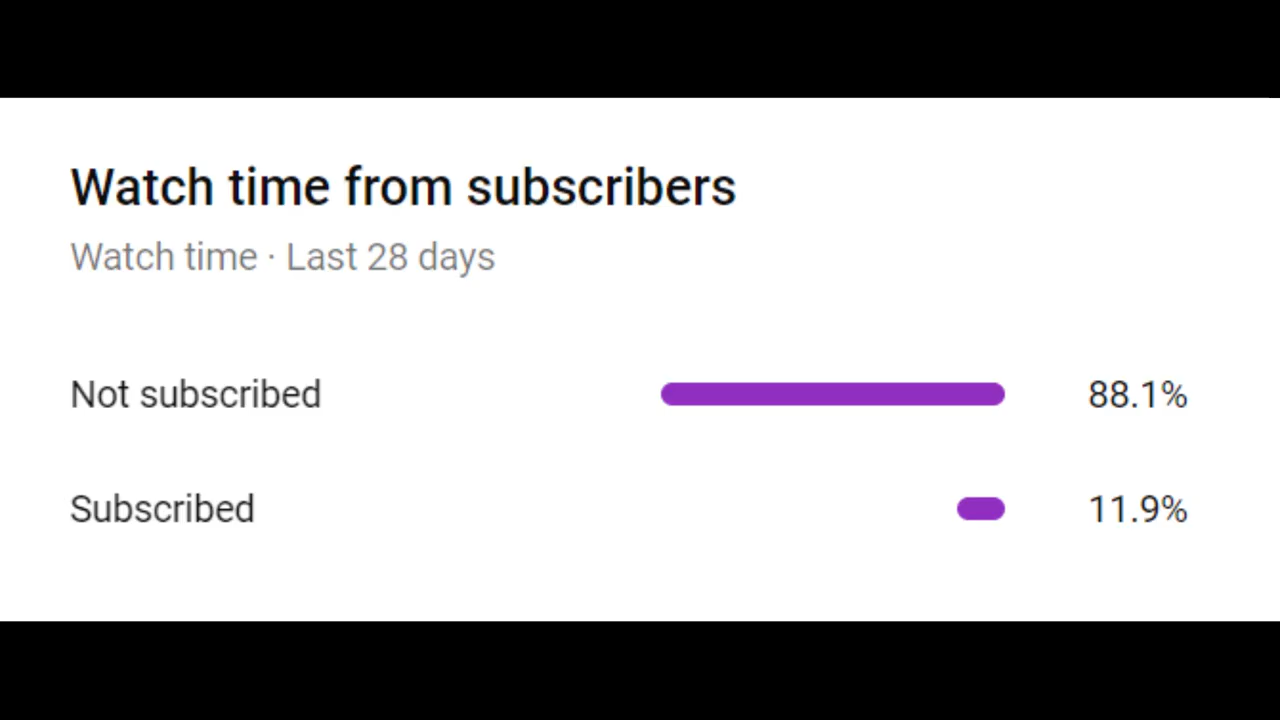 Watch time from subscribers
Watch time · Last 28 days
Not subscribed 88.1%
Subscribed 11.9%